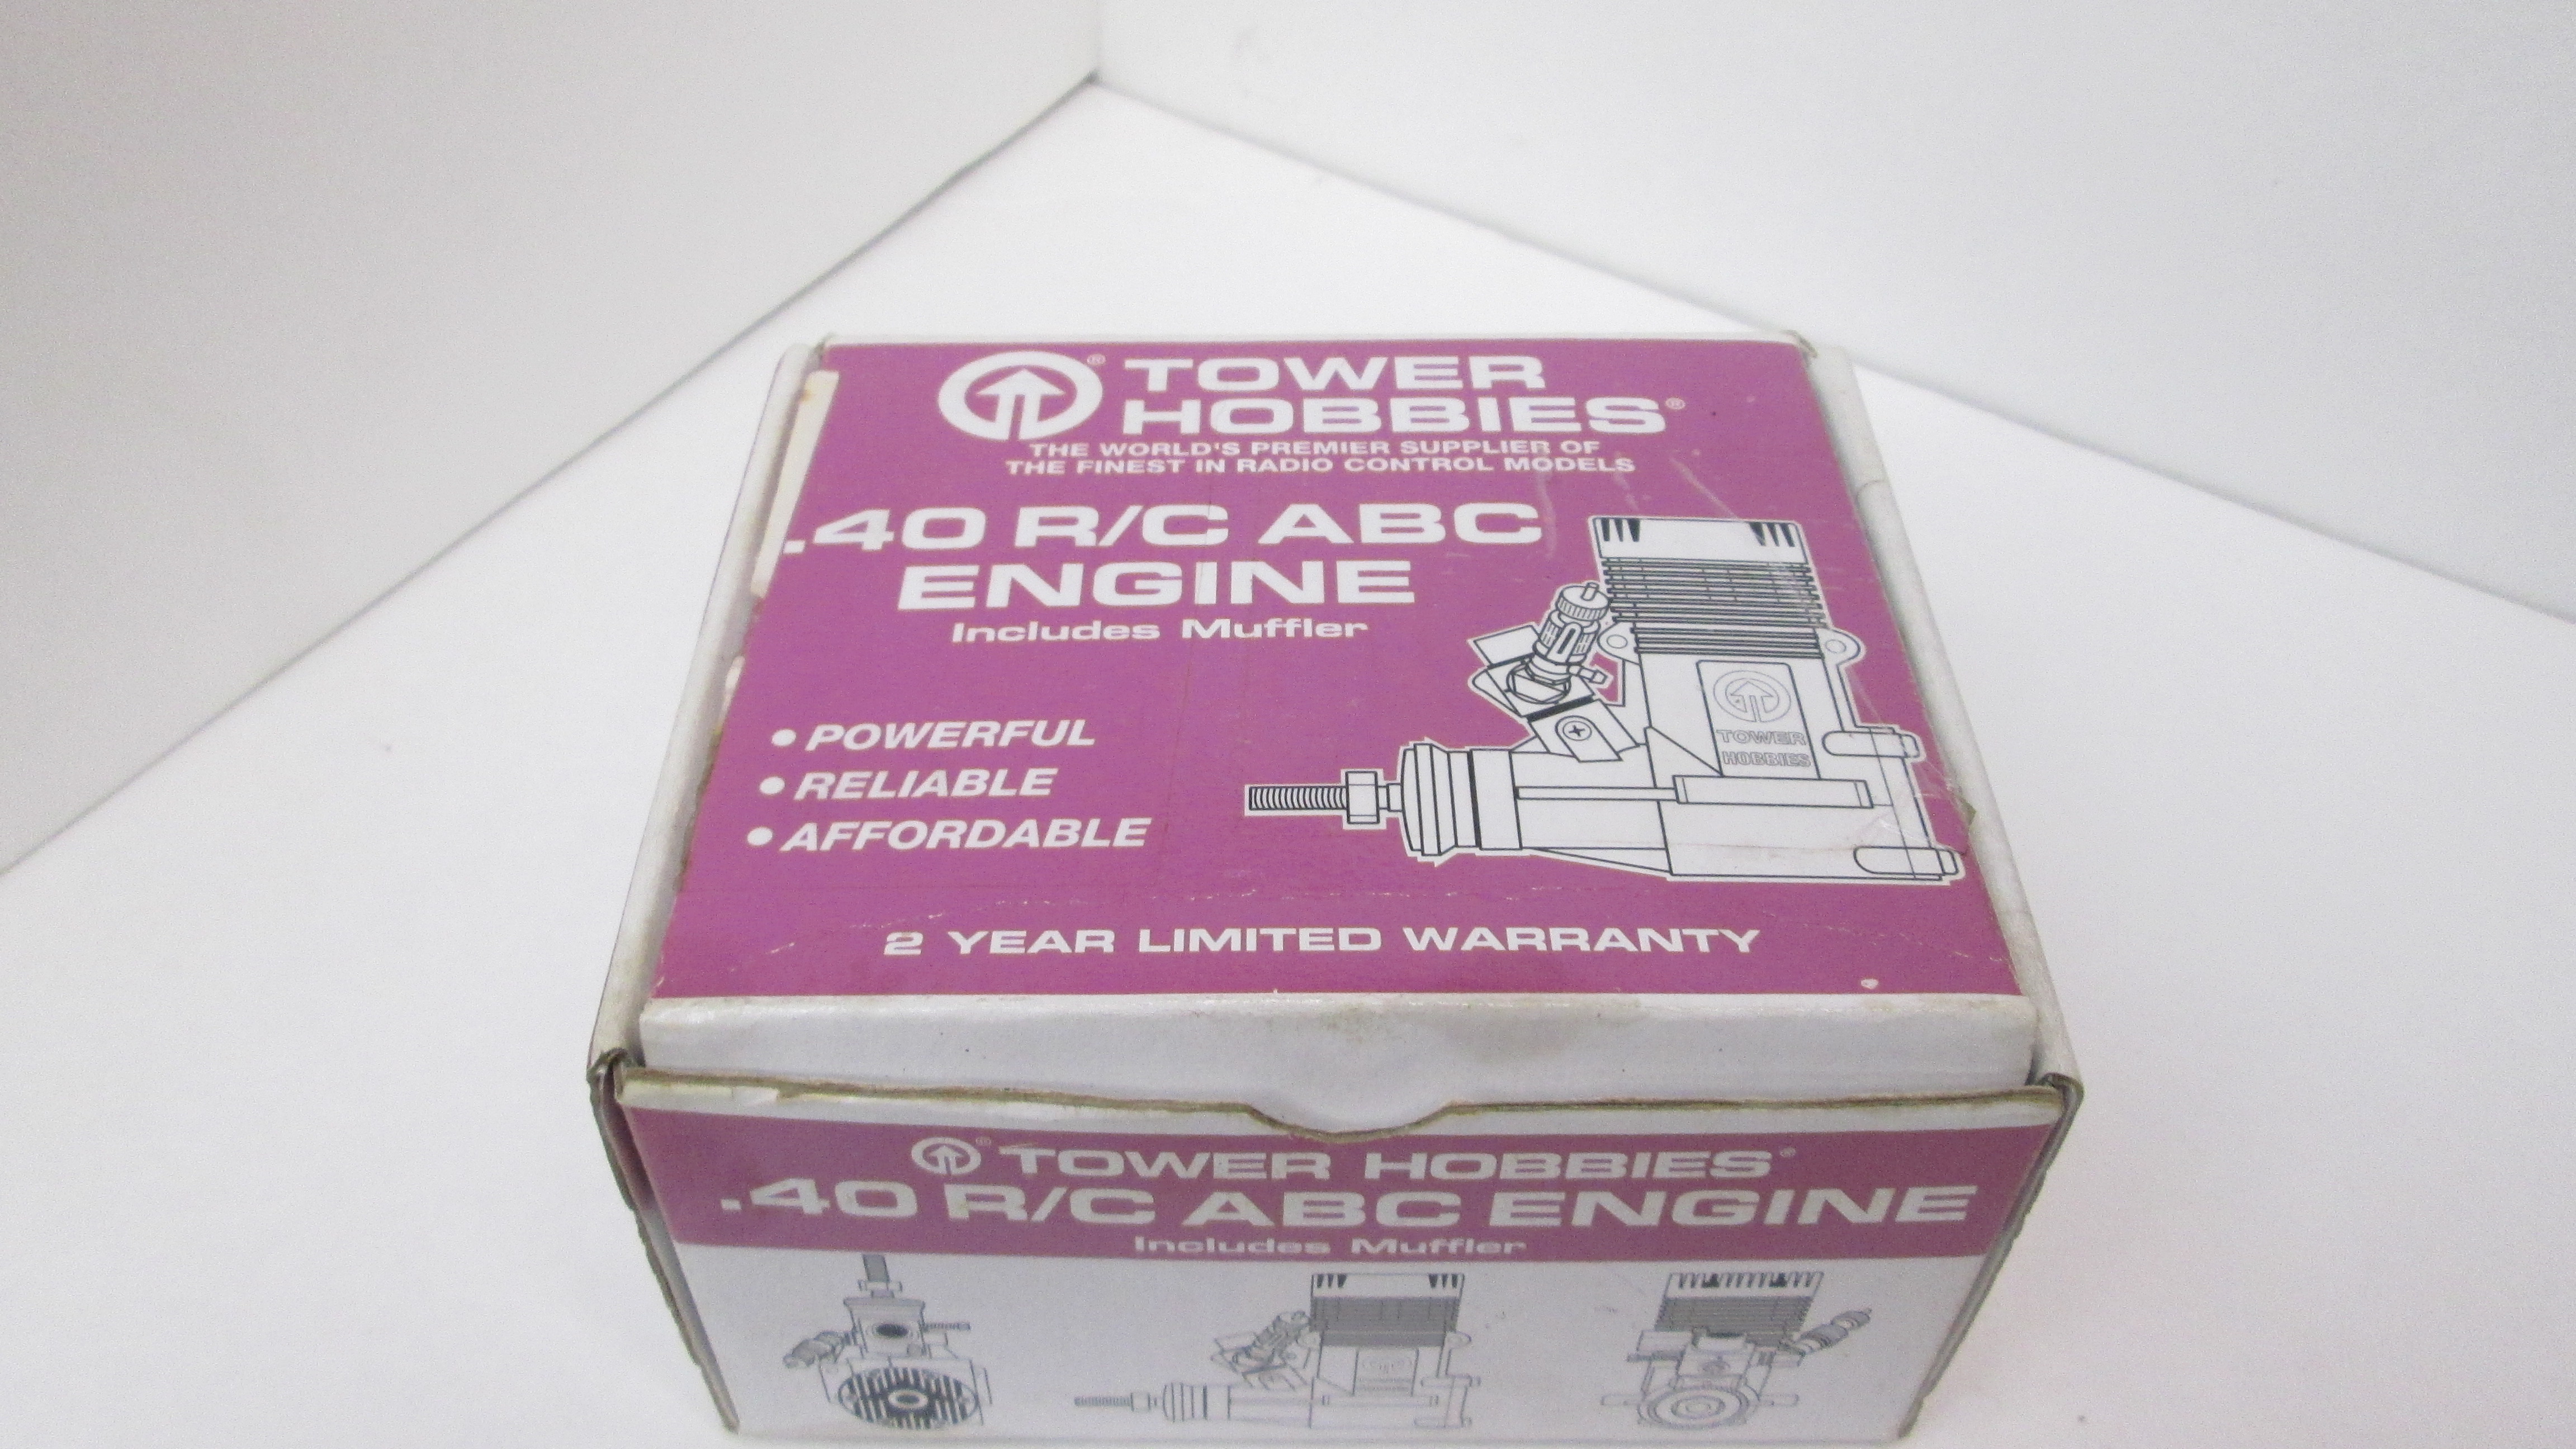 TOWER
HOBBIES®
THE WORLD'S PREMIER SUPPLIER OF
THE FINEST IN RADIO CONTROL MODELS
.40 R/C ABC
ENGINE
Includes Muffler
• POWERFUL
• RELIABLE
• AFFORDABLE
TOWER
HOBBIES
2 YEAR LIMITED WARRANTY
TOWER HOBBIES®
.40 R/C ABC ENGINE
Includes Muffler